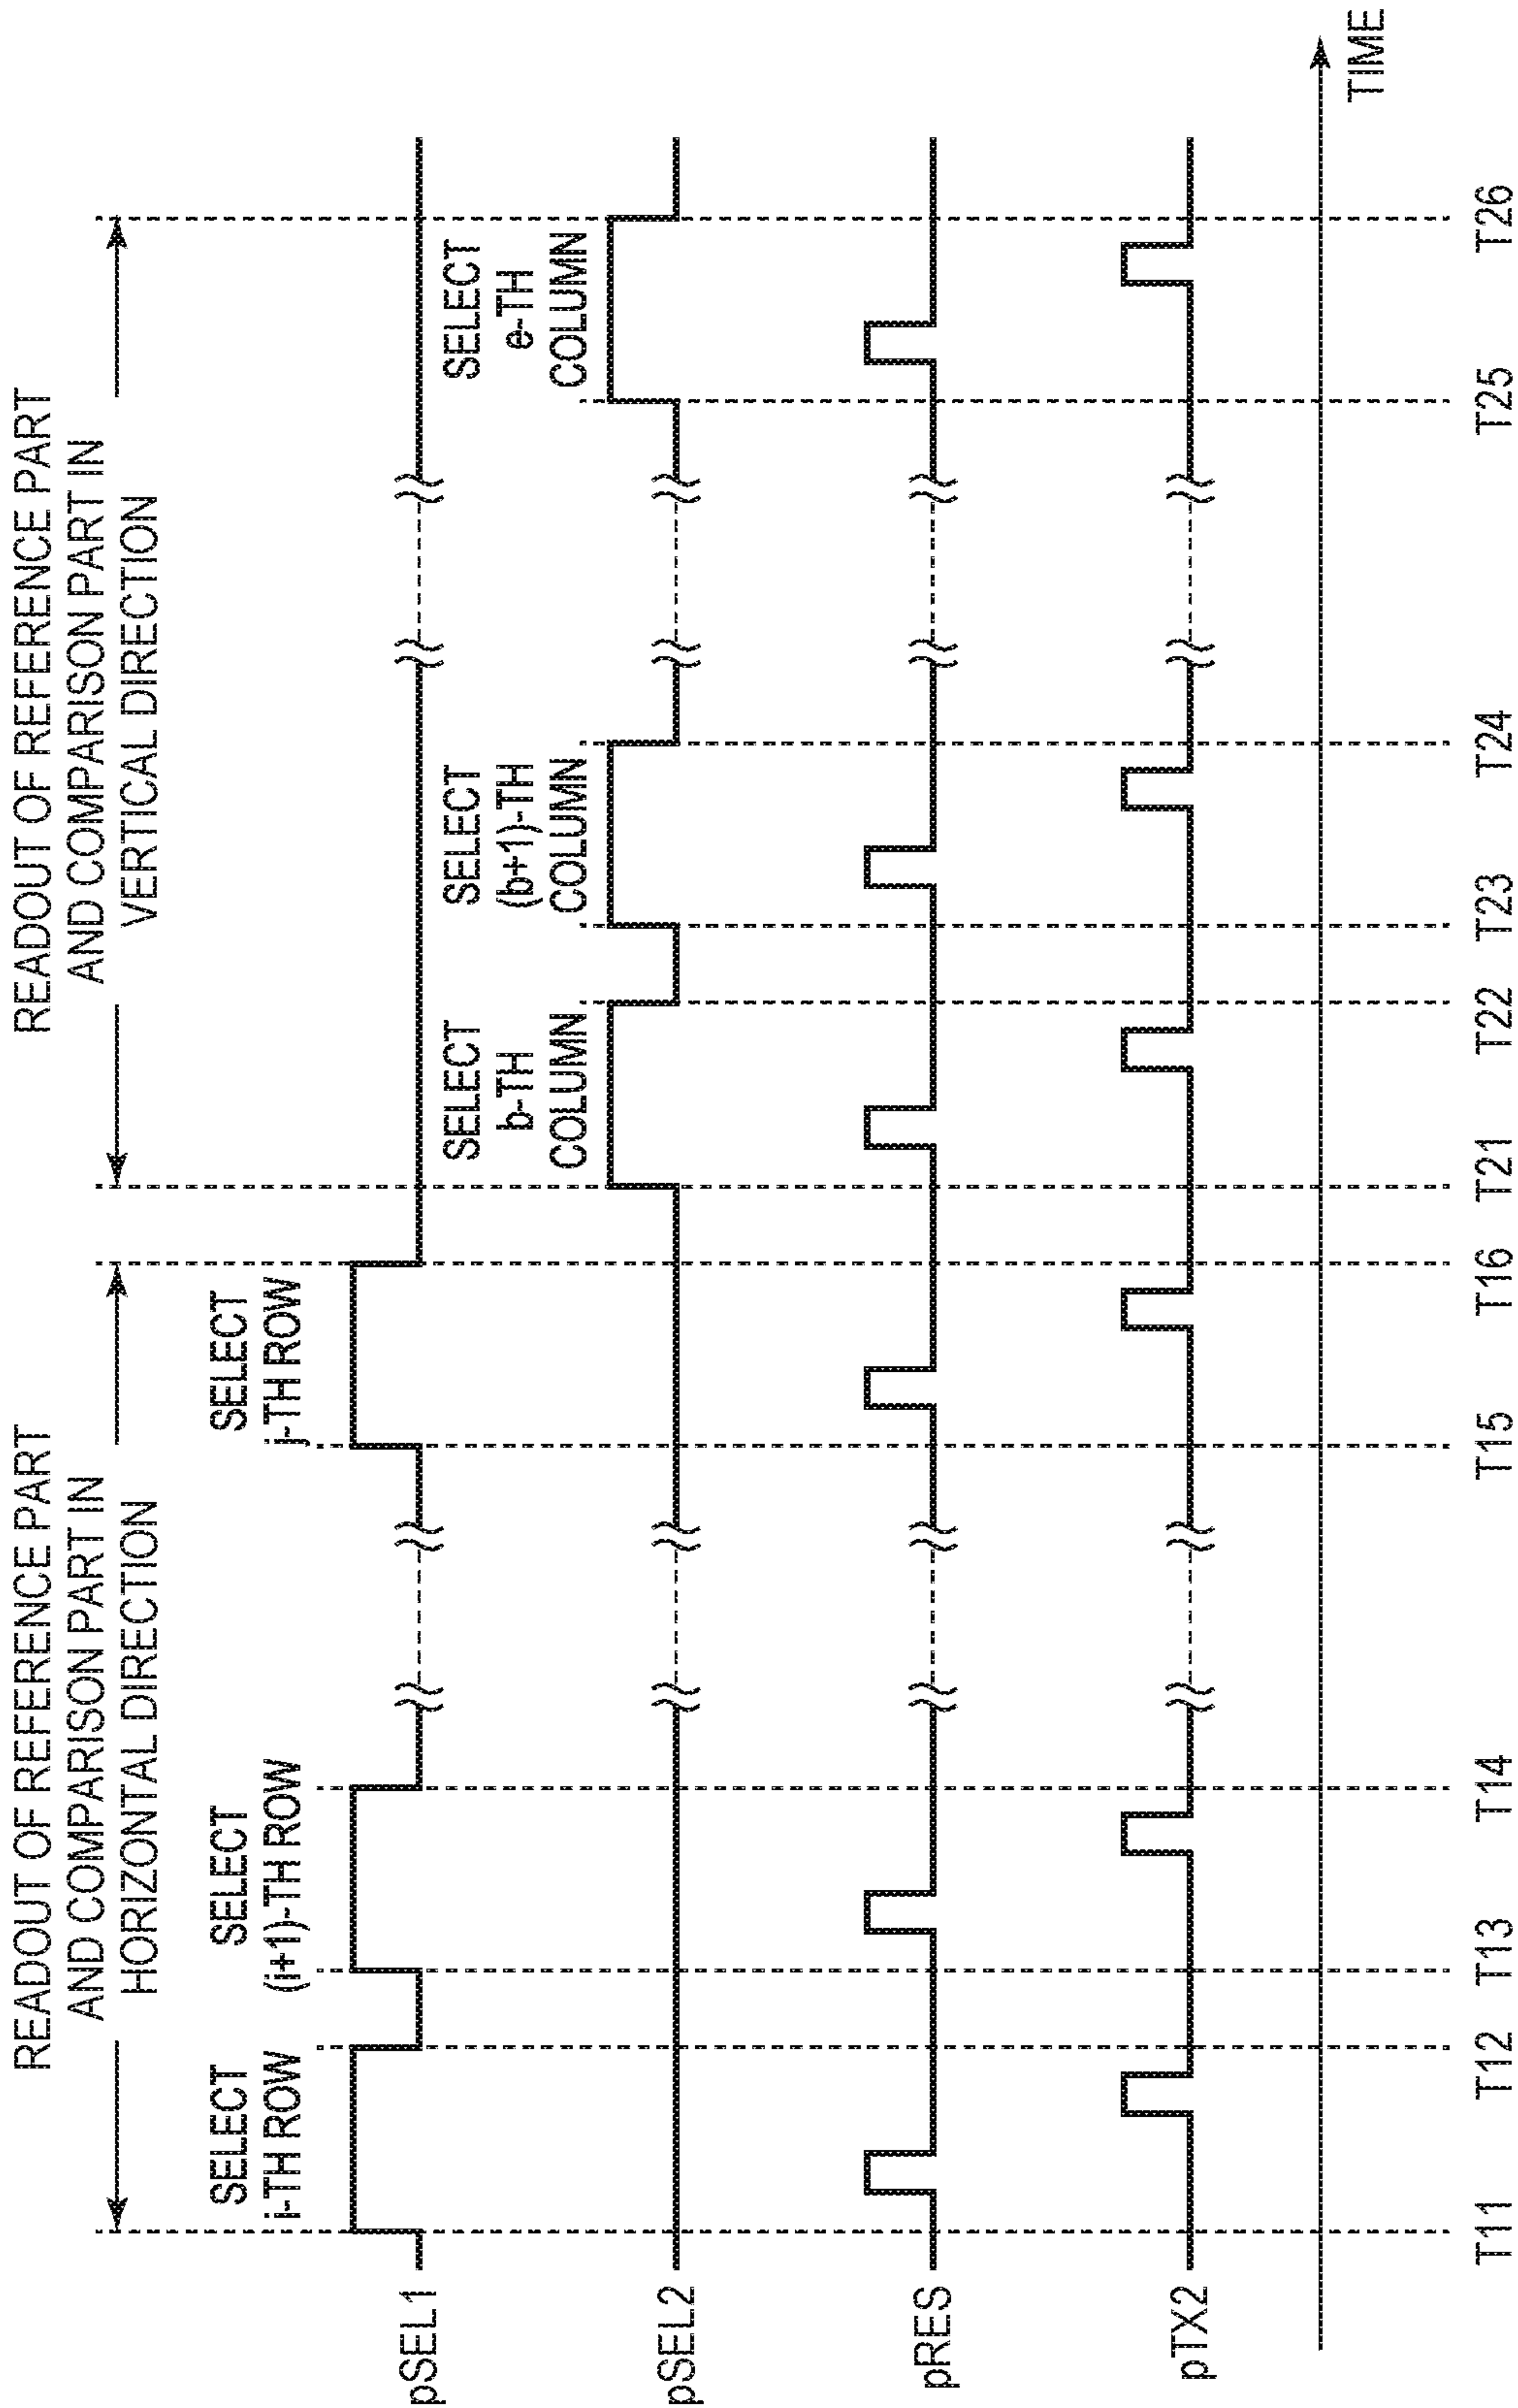 READOUT OF REFERENCE PART
AND COMPARISON PART IN
HORIZONTAL DIRECTION
READOUT OF REFERENCE PART
AND COMPARISON PART IN
VERTICAL DIRECTION
SELECT
i-TH ROW
SELECT
(i+1)-TH ROW
SELECT
j-TH ROW
pSEL1
SELECT
b-TH
COLUMN
SELECT
(b+1)-TH
COLUMN
SELECT
e-TH
COLUMN
pSEL2
pRES
pTX2
TIME
T11
T12
T13
T14
T15
T16
T21
T22
T23
T24
T25
T26